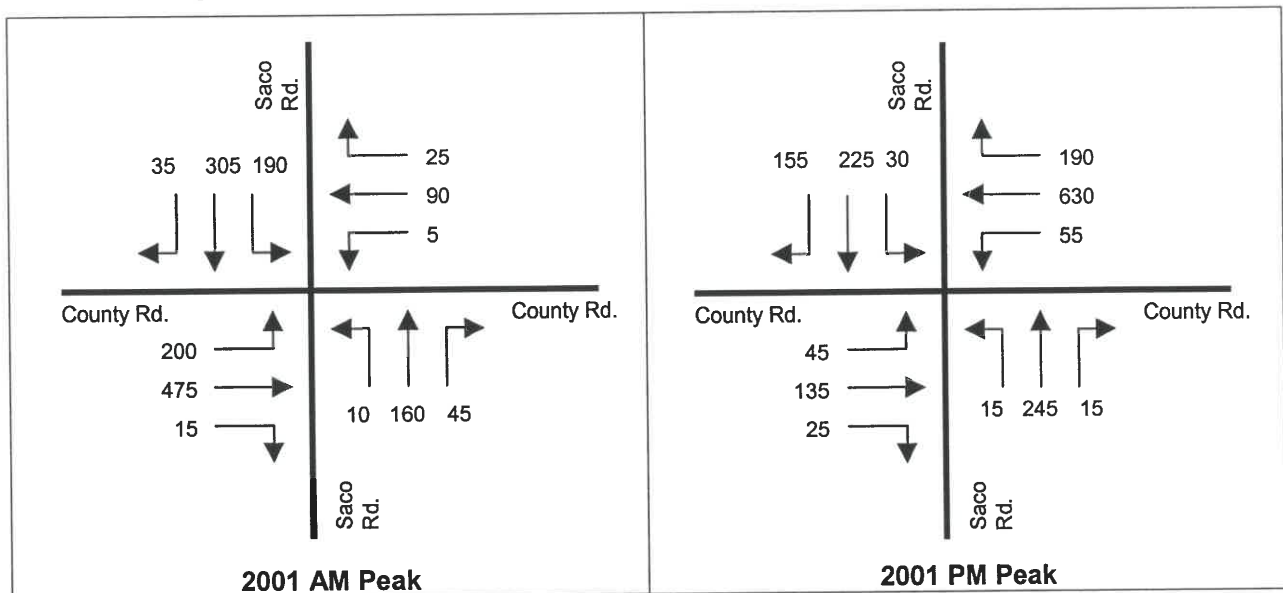 Saco
Rd.
35 305 190
25
90
5
County Rd.
County Rd.
200
475
15
10 160 45
Saco
Rd.
2001 AM Peak
Saco
Rd.
155 225 30
190
630
55
County Rd.
County Rd.
45
135
25
15 245 15
Saco
Rd.
2001 PM Peak